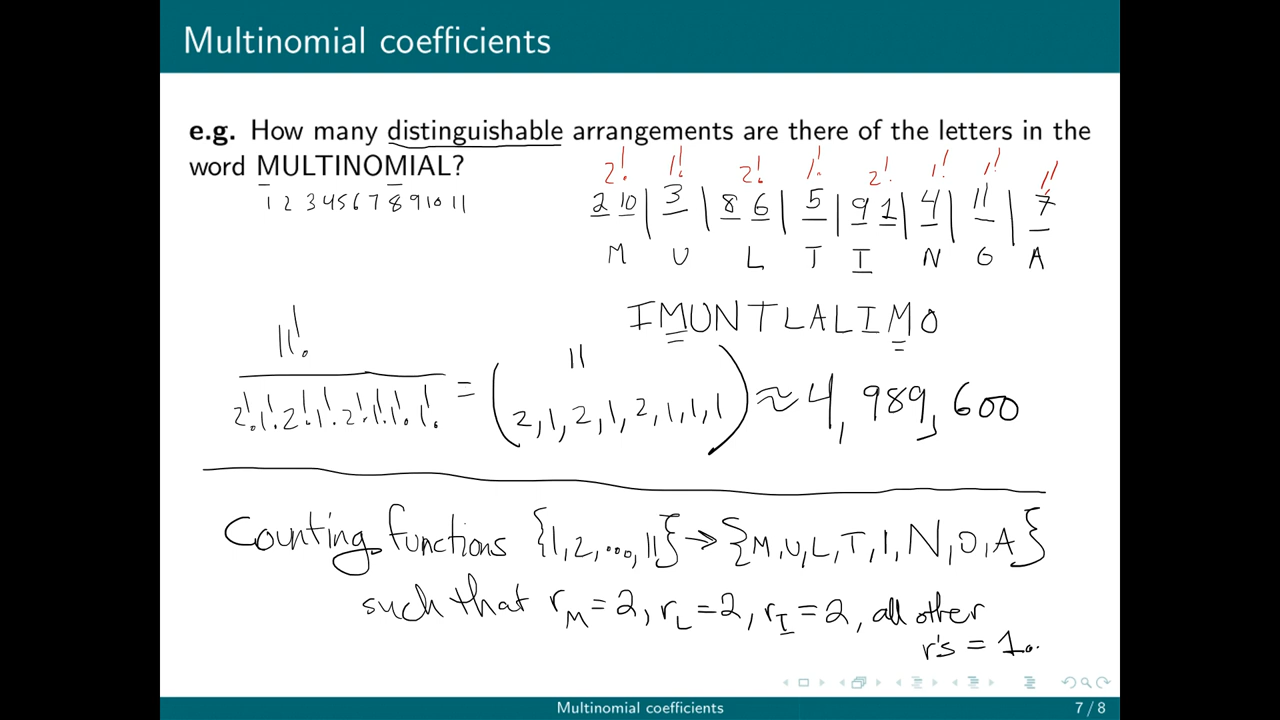 Multinomial coefficients
e.g. How many distinguishable arrangements are there of the letters in the
word MULTINOMIAL?
2! 1! 2! 1! 2! 1! 1! 1!
1 2 3 4 5 6 7 8 9 10 11
2 10 | 3 | 8 6 | 5 | 9 1 | 4 | 11 | 7
M U L T I N O A
IMUNTLALIMO
11!
11
2!·1!·2!·1!·2!·1!·1!·1! = (2,1,2,1,2,1,1,1) ≈ 4,989,600
Counting functions {1,2,...,11} → {M,U,L,T,I,N,O,A}
such that r_M = 2, r_L = 2, r_I = 2, all other
r's = 1.
Multinomial coefficients 7 / 8